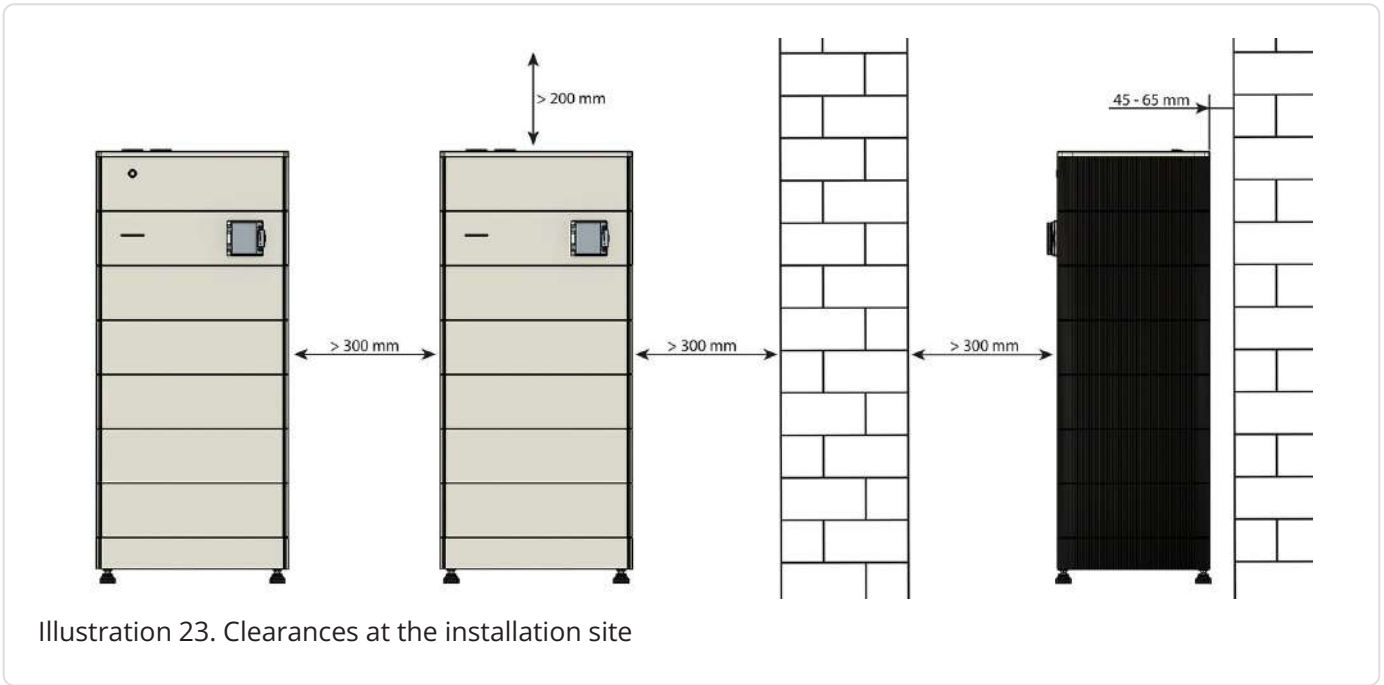 > 200 mm
45 - 65 mm
> 300 mm
> 300 mm
> 300 mm
Illustration 23. Clearances at the installation site